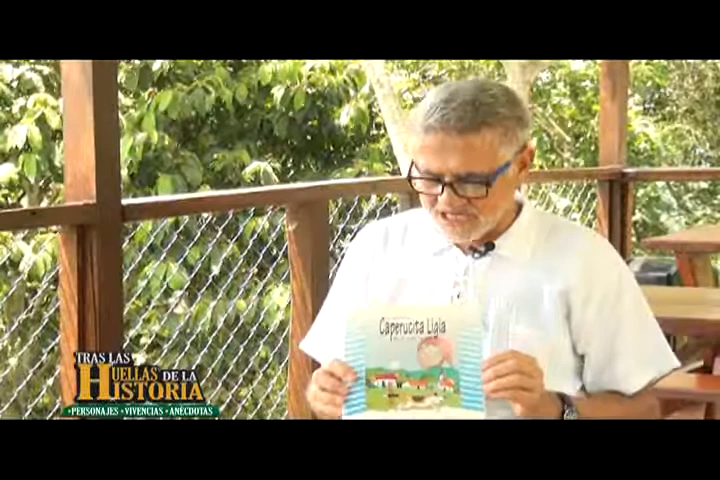 Caperucita Ligia
TRAS LAS
HUELLAS DE LA
HISTORIA
•PERSONAJES •VIVENCIAS •ANÉCDOTAS